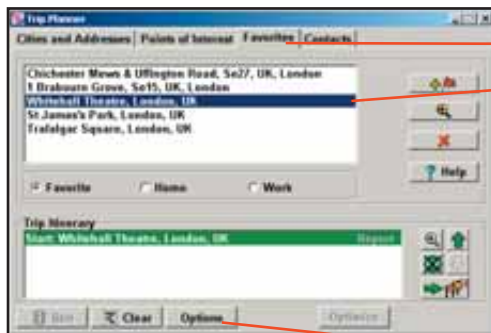 Trip Planner
Cities and Addresses Points of Interest Favorites Contacts
Chichester Mews & Uffington Road, Se27, UK, London
1 Brabourn Grove, Se15, UK, London
Whitehall Theatre, London, UK
St James's Park, London, UK
Trafalgar Square, London, UK
Favorite Home Work
? Help
Trip Itinerary
Start: Whitehall Theatre, London, UK
Clear Options Optimize